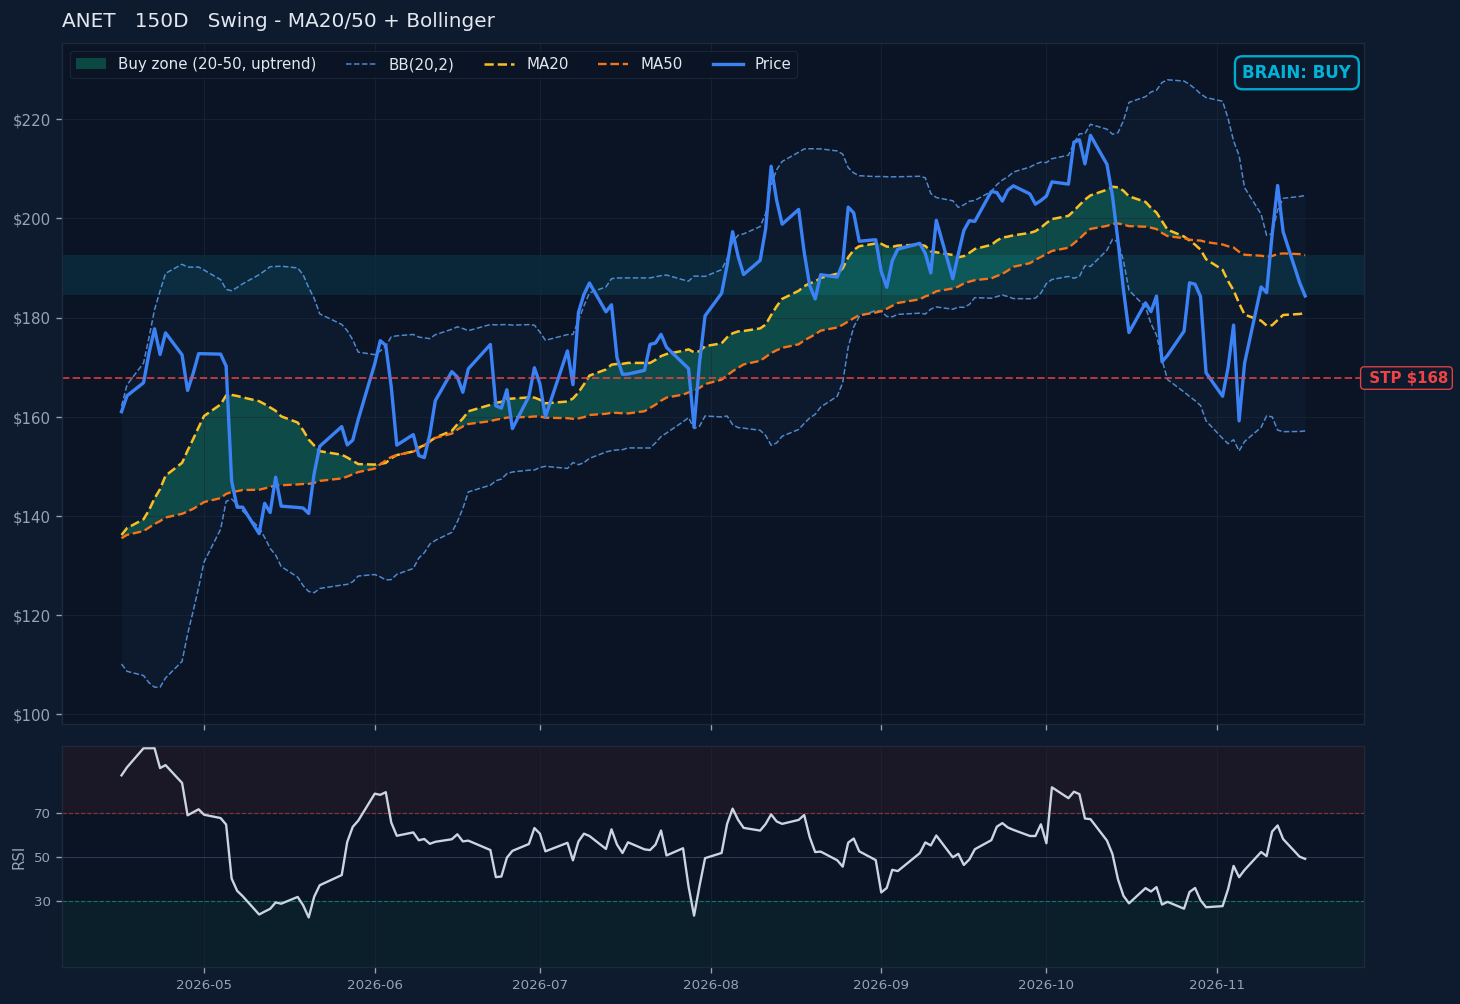 ANET 150D Swing - MA20/50 + Bollinger
Buy zone (20-50, uptrend) BB(20,2) MA20 MA50 Price
BRAIN: BUY
$220
$200
$180
STP $168
$160
$140
$120
$100
70
50
30
RSI
2026-05 2026-06 2026-07 2026-08 2026-09 2026-10 2026-11